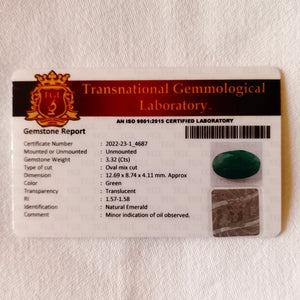 TGL
Transnational Gemmological
Laboratory
AN ISO 9001:2015 CERTIFIED LABORATORY
Gemstone Report
Certificate Number : 2022-23-1_4687
Mounted or Unmounted : Unmounted
Gemstone Weight : 3.32 (Cts)
Shape & Cut : Oval mix cut
Dimension : 12.69 x 8.74 x 4.11 mm. Approx
Color : Green
Transparency : Translucent
RI : 1.57-1.58
Identification : Natural Emerald
Comment : Minor indication of oil observed.